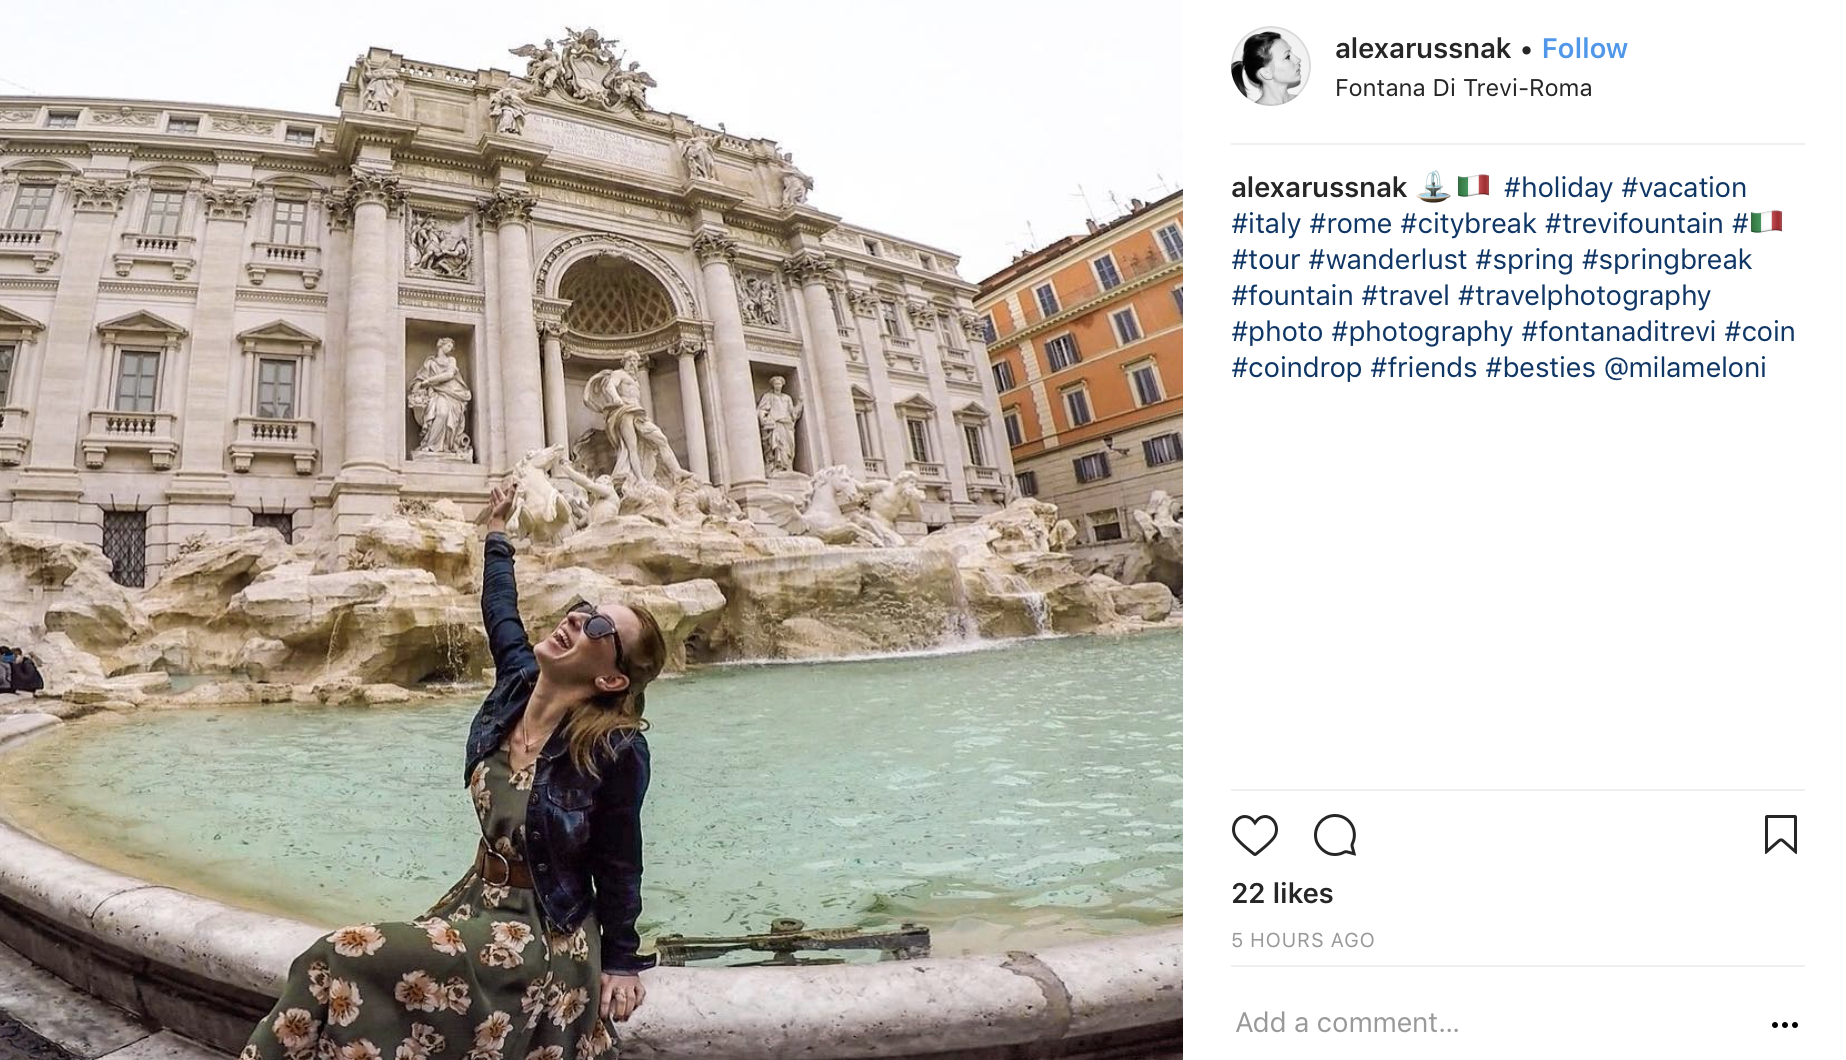 alexarussnak • Follow
Fontana Di Trevi-Roma
alexarussnak ⛲🇮🇹 #holiday #vacation
#italy #rome #citybreak #trevifountain #🇮🇹
#tour #wanderlust #spring #springbreak
#fountain #travel #travelphotography
#photo #photography #fontanaditrevi #coin
#coindrop #friends #besties @milameloni
22 likes
5 HOURS AGO
Add a comment...